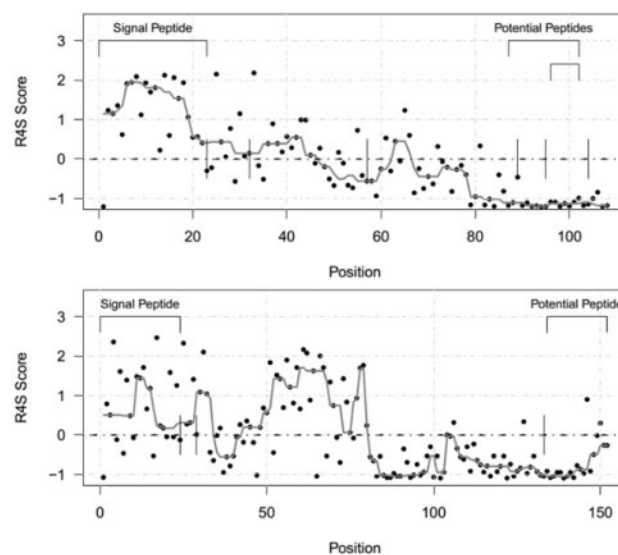 Signal Peptide Potential Peptides
3
2
1
0
−1
R4S Score
0 20 40 60 80 100
Position
Signal Peptide Potential Peptide
3
2
1
0
−1
R4S Score
0 50 100 150
Position